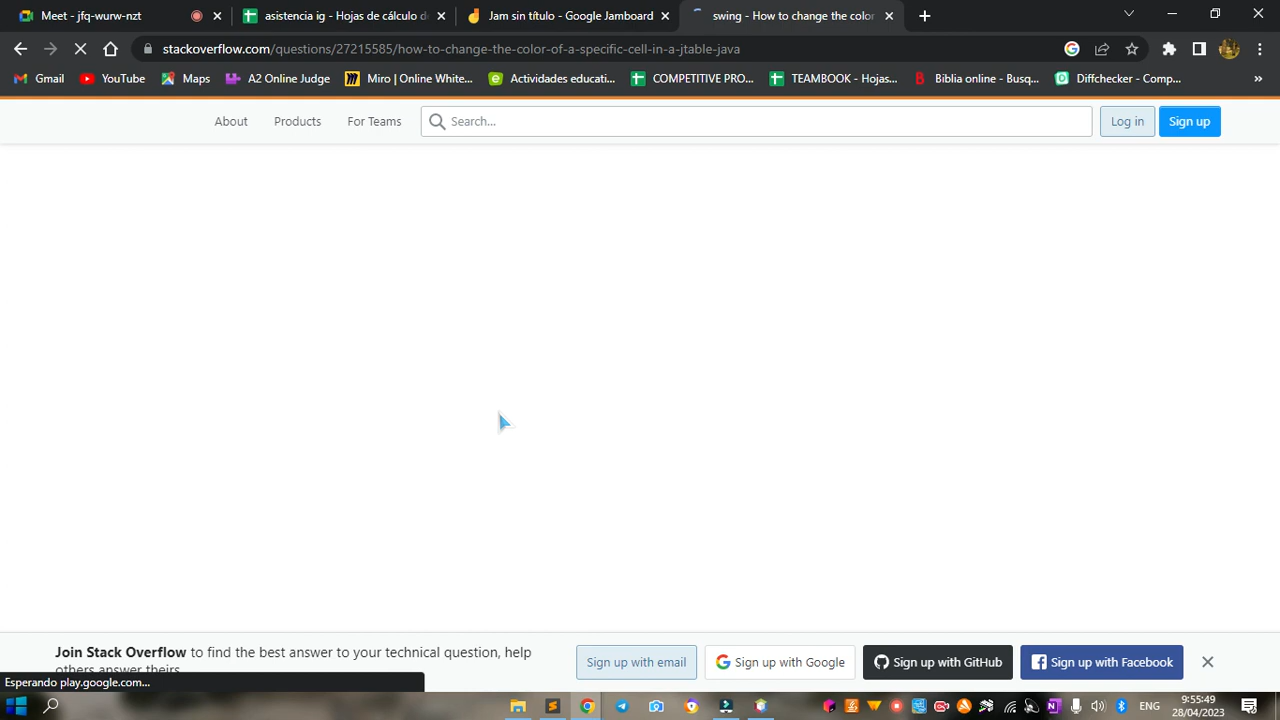 Meet - jfq-wurw-nzt
asistencia ig - Hojas de cálculo d
Jam sin título - Google Jamboard
swing - How to change the color
stackoverflow.com/questions/27215585/how-to-change-the-color-of-a-specific-cell-in-a-jtable-java
Gmail
YouTube
Maps
A2 Online Judge
Miro | Online White...
Actividades educati...
COMPETITIVE PRO...
TEAMBOOK - Hojas...
Biblia online - Busq...
Diffchecker - Comp...
»
About
Products
For Teams
Search...
Log in
Sign up
Join Stack Overflow to find the best answer to your technical question, help
others answer theirs.
Sign up with email
Sign up with Google
Sign up with GitHub
Sign up with Facebook
Esperando play.google.com...
ENG
9:55:49
28/04/2023